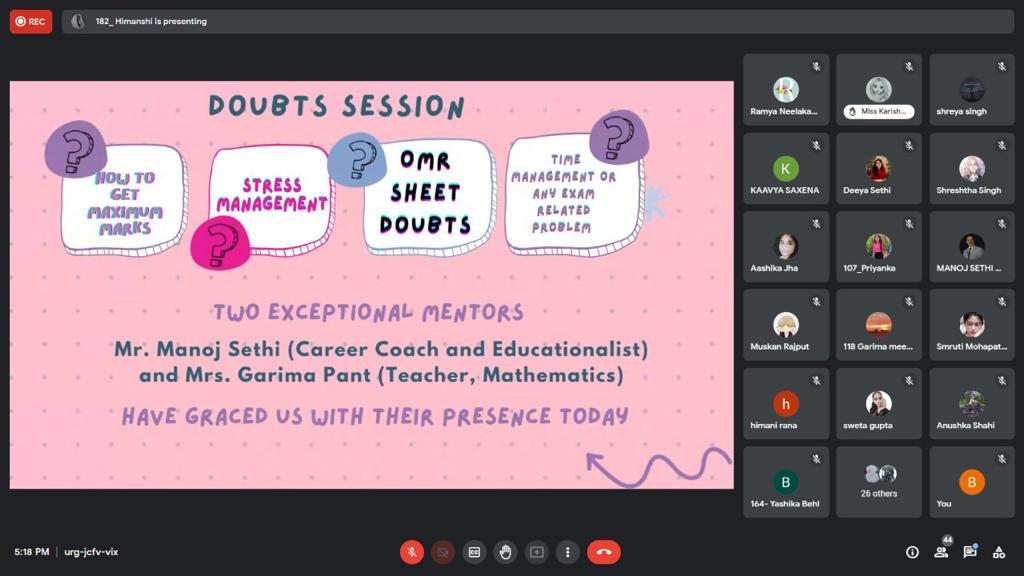 REC
182_ Himanshi is presenting
DOUBTS SESSION
?
HOW TO
GET
MAXIMUM
MARKS
?
STRESS
MANAGEMENT
?
OMR
SHEET
DOUBTS
?
TIME
MANAGEMENT OR
ANY EXAM
RELATED
PROBLEM
TWO EXCEPTIONAL MENTORS
Mr. Manoj Sethi (Career Coach and Educationalist)
and Mrs. Garima Pant (Teacher, Mathematics)
HAVE GRACED US WITH THEIR PRESENCE TODAY
Ramya Neelaka...
Miss Karish...
shreya singh
K
KAAVYA SAXENA
Deeya Sethi
Shreshtha Singh
Aashika Jha
107_Priyanka
MANOJ SETHI ...
Muskan Rajput
118 Garima mee...
Smruti Mohapat...
h
himani rana
sweta gupta
Anushka Shahi
B
164- Yashika Behl
26 others
B
You
5:18 PM | urg-jcfv-vix
44